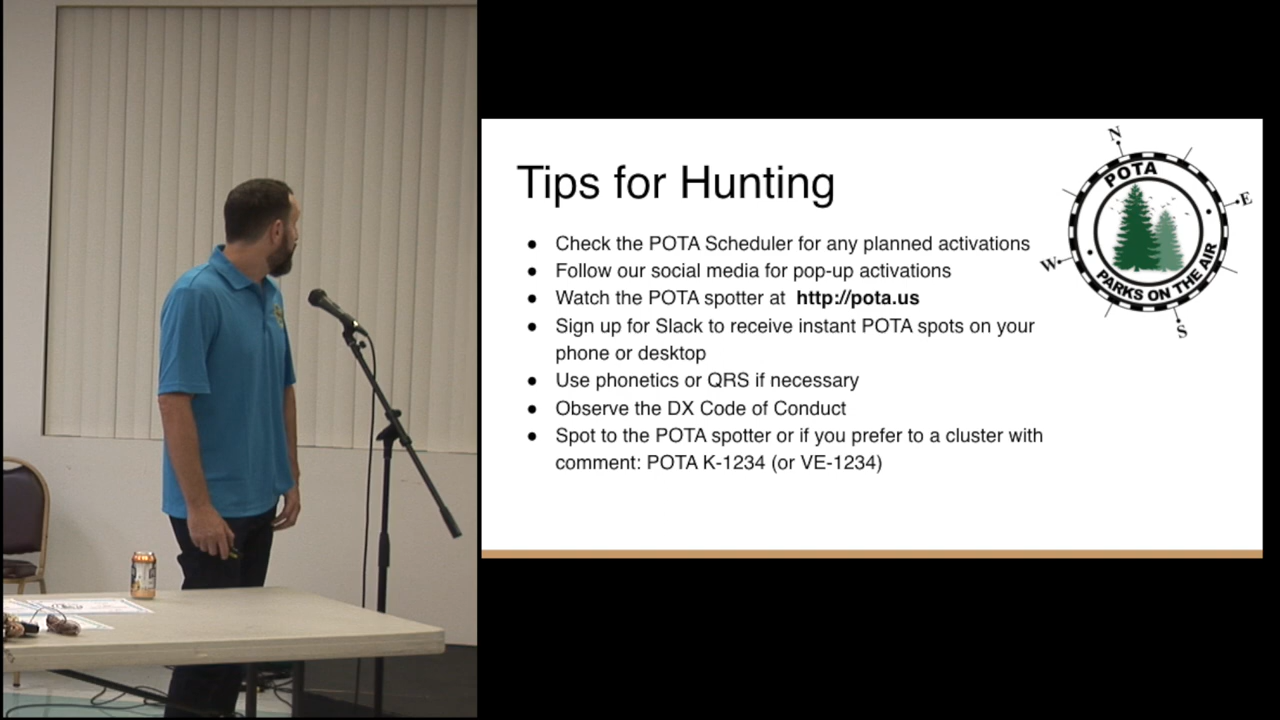 Tips for Hunting
● Check the POTA Scheduler for any planned activations
● Follow our social media for pop-up activations
● Watch the POTA spotter at http://pota.us
● Sign up for Slack to receive instant POTA spots on your
phone or desktop
● Use phonetics or QRS if necessary
● Observe the DX Code of Conduct
● Spot to the POTA spotter or if you prefer to a cluster with
comment: POTA K-1234 (or VE-1234)
N
POTA
E
W
PARKS ON THE AIR
S